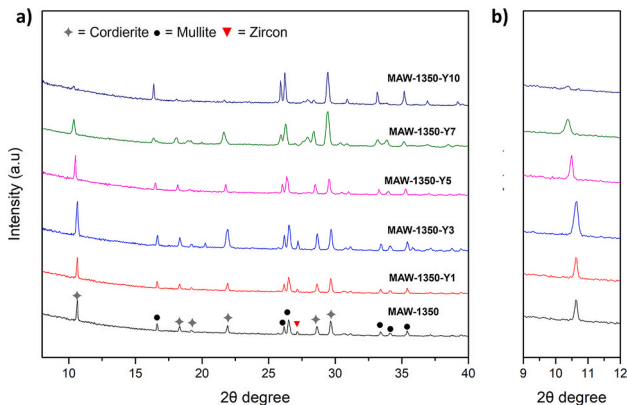 a)
✦ = Cordierite ● = Mullite ▼ = Zircon
MAW-1350-Y10
MAW-1350-Y7
MAW-1350-Y5
MAW-1350-Y3
MAW-1350-Y1
MAW-1350
Intensity (a.u)
10 15 20 25 30 35 40
2θ degree
b)
9 10 11 12
2θ degree